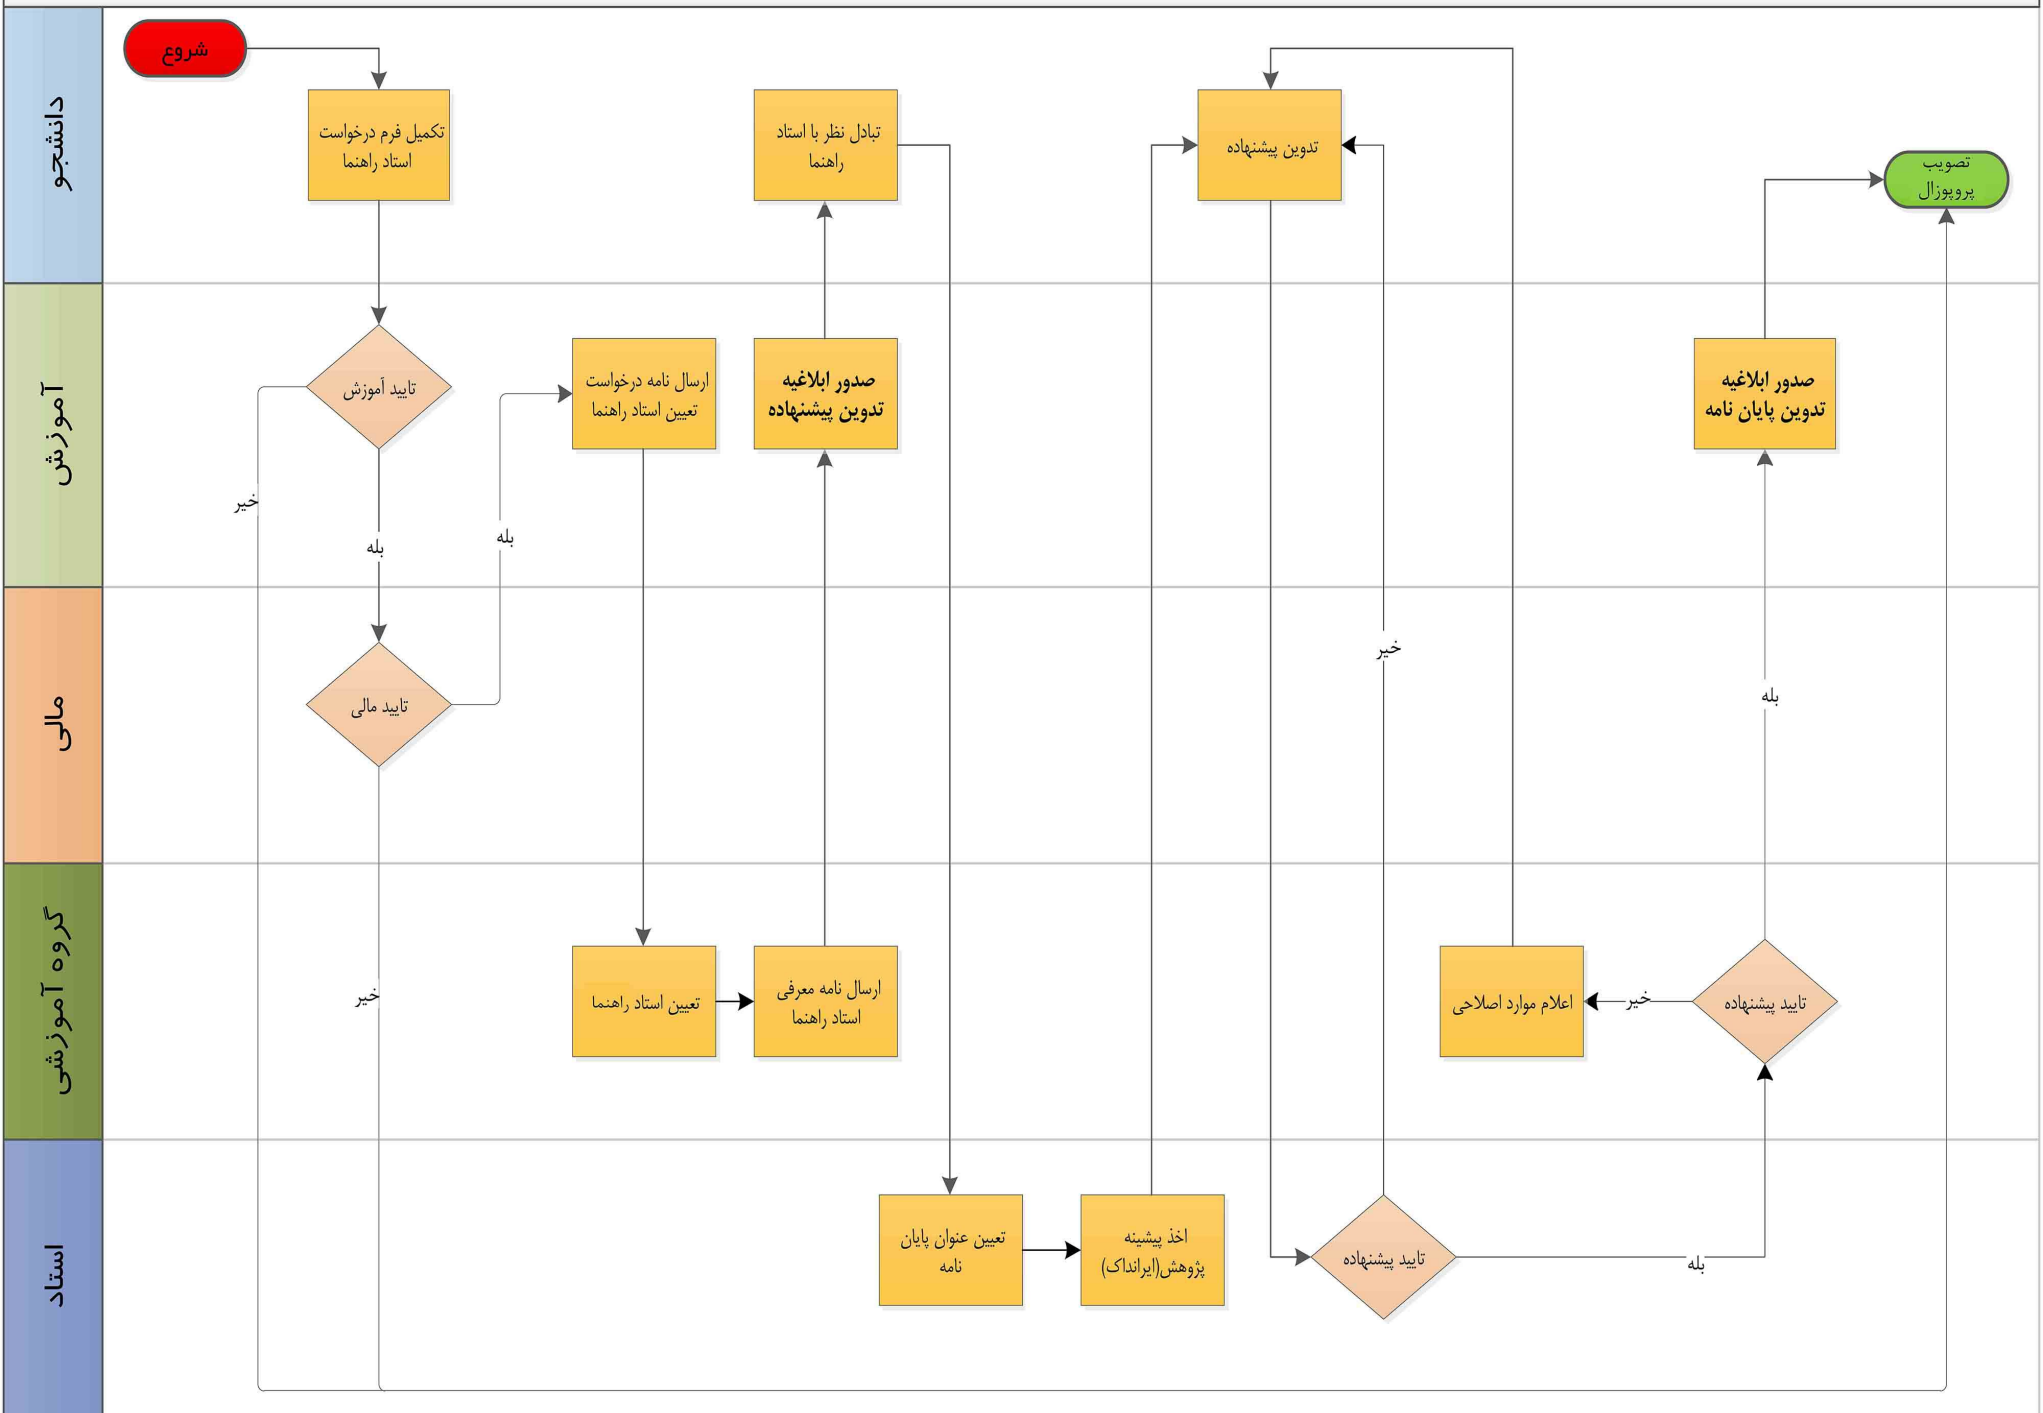 دانشجو
شروع
تکمیل فرم درخواست
استاد راهنما
تبادل نظر با استاد
راهنما
تدوین پیشنهاده
تصویب
پروپوزال
آموزش
تایید آموزش
ارسال نامه درخواست
تعیین استاد راهنما
صدور ابلاغیه
تدوین پیشنهاده
صدور ابلاغیه
تدوین پایان نامه
خیر
بله
بله
مالی
تایید مالی
خیر
بله
گروه آموزشی
خیر
تعیین استاد راهنما
ارسال نامه معرفی
استاد راهنما
اعلام موارد اصلاحی
خیر
تایید پیشنهاده
استاد
تعیین عنوان پایان
نامه
اخذ پیشینه
پژوهش(ایرانداک)
تایید پیشنهاده
بله